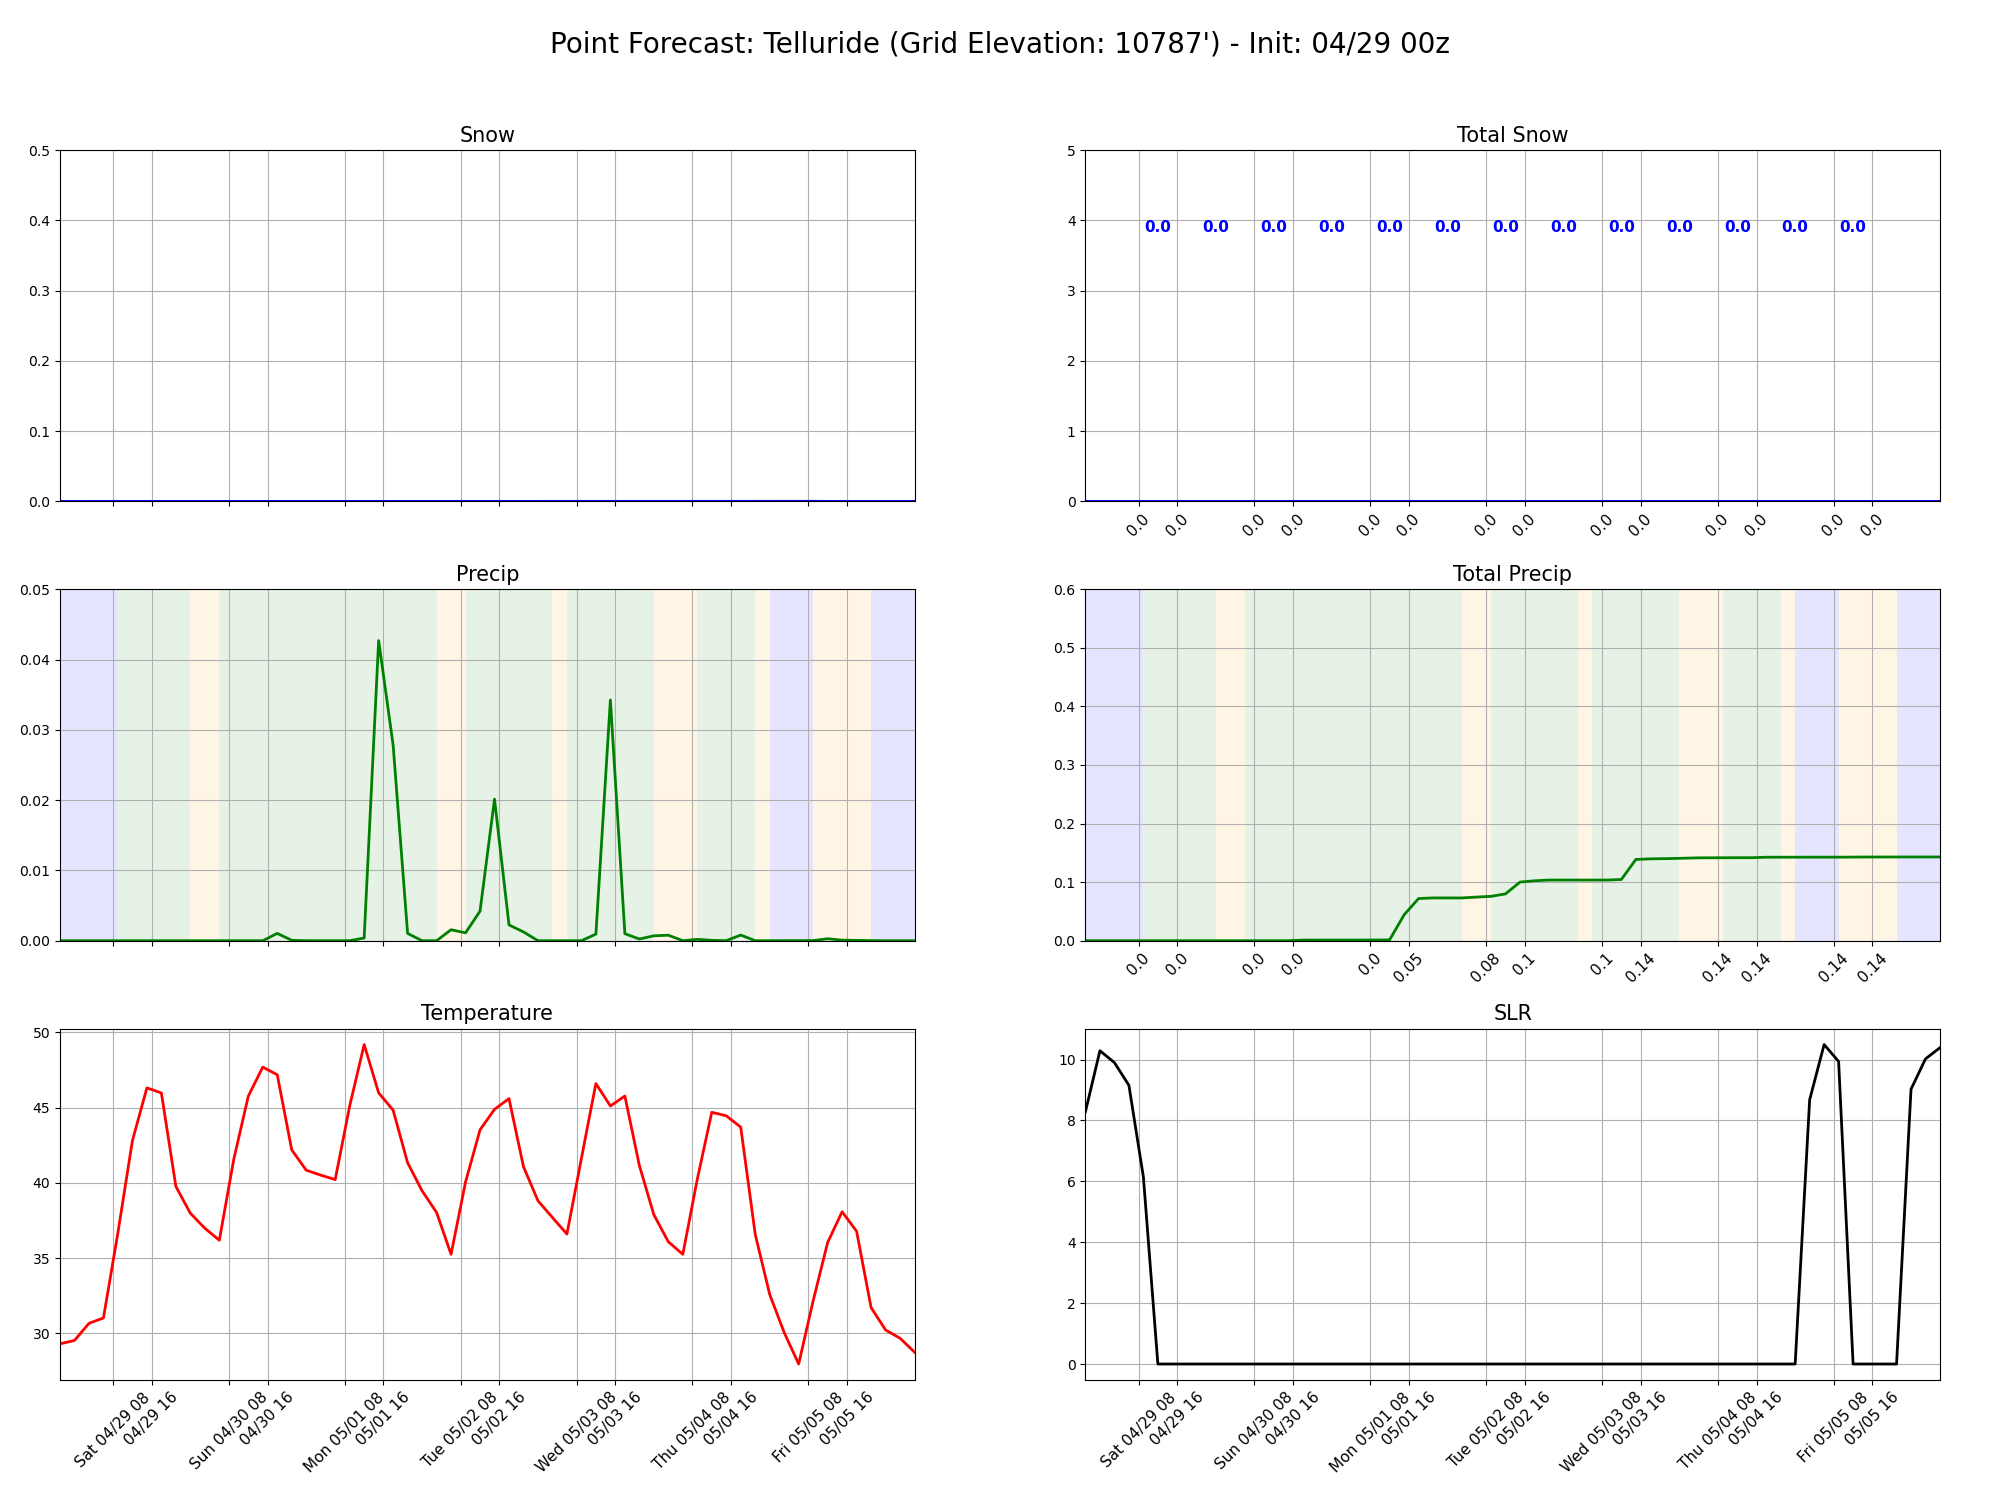 Point Forecast: Telluride (Grid Elevation: 10787') - Init: 04/29 00z
Snow
0.5
0.4
0.3
0.2
0.1
0.0
Total Snow
5
4
3
2
1
0
0.0 0.0 0.0 0.0 0.0 0.0 0.0 0.0 0.0 0.0 0.0 0.0 0.0
0.0 0.0 0.0 0.0 0.0 0.0 0.0 0.0 0.0 0.0 0.0 0.0 0.0 0.0
Precip
0.05
0.04
0.03
0.02
0.01
0.00
Total Precip
0.6
0.5
0.4
0.3
0.2
0.1
0.0
0.0 0.0 0.0 0.0 0.0 0.05 0.08 0.1 0.1 0.14 0.14 0.14 0.14 0.14
Temperature
50
45
40
35
30
Sat 04/29 08
04/29 16
Sun 04/30 08
04/30 16
Mon 05/01 08
05/01 16
Tue 05/02 08
05/02 16
Wed 05/03 08
05/03 16
Thu 05/04 08
05/04 16
Fri 05/05 08
05/05 16
SLR
10
8
6
4
2
0
Sat 04/29 08
04/29 16
Sun 04/30 08
04/30 16
Mon 05/01 08
05/01 16
Tue 05/02 08
05/02 16
Wed 05/03 08
05/03 16
Thu 05/04 08
05/04 16
Fri 05/05 08
05/05 16